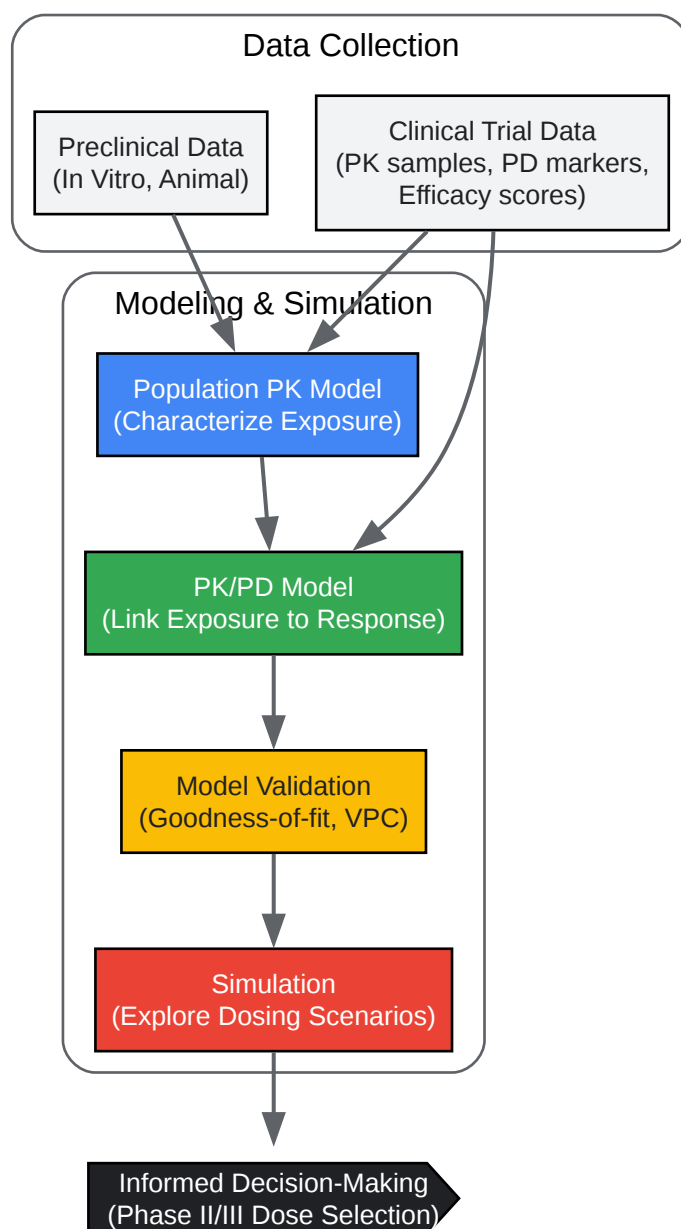 Data Collection
Preclinical Data
(In Vitro, Animal)
Clinical Trial Data
(PK samples, PD markers,
Efficacy scores)
Modeling & Simulation
Population PK Model
(Characterize Exposure)
PK/PD Model
(Link Exposure to Response)
Model Validation
(Goodness-of-fit, VPC)
Simulation
(Explore Dosing Scenarios)
Informed Decision-Making
(Phase II/III Dose Selection)